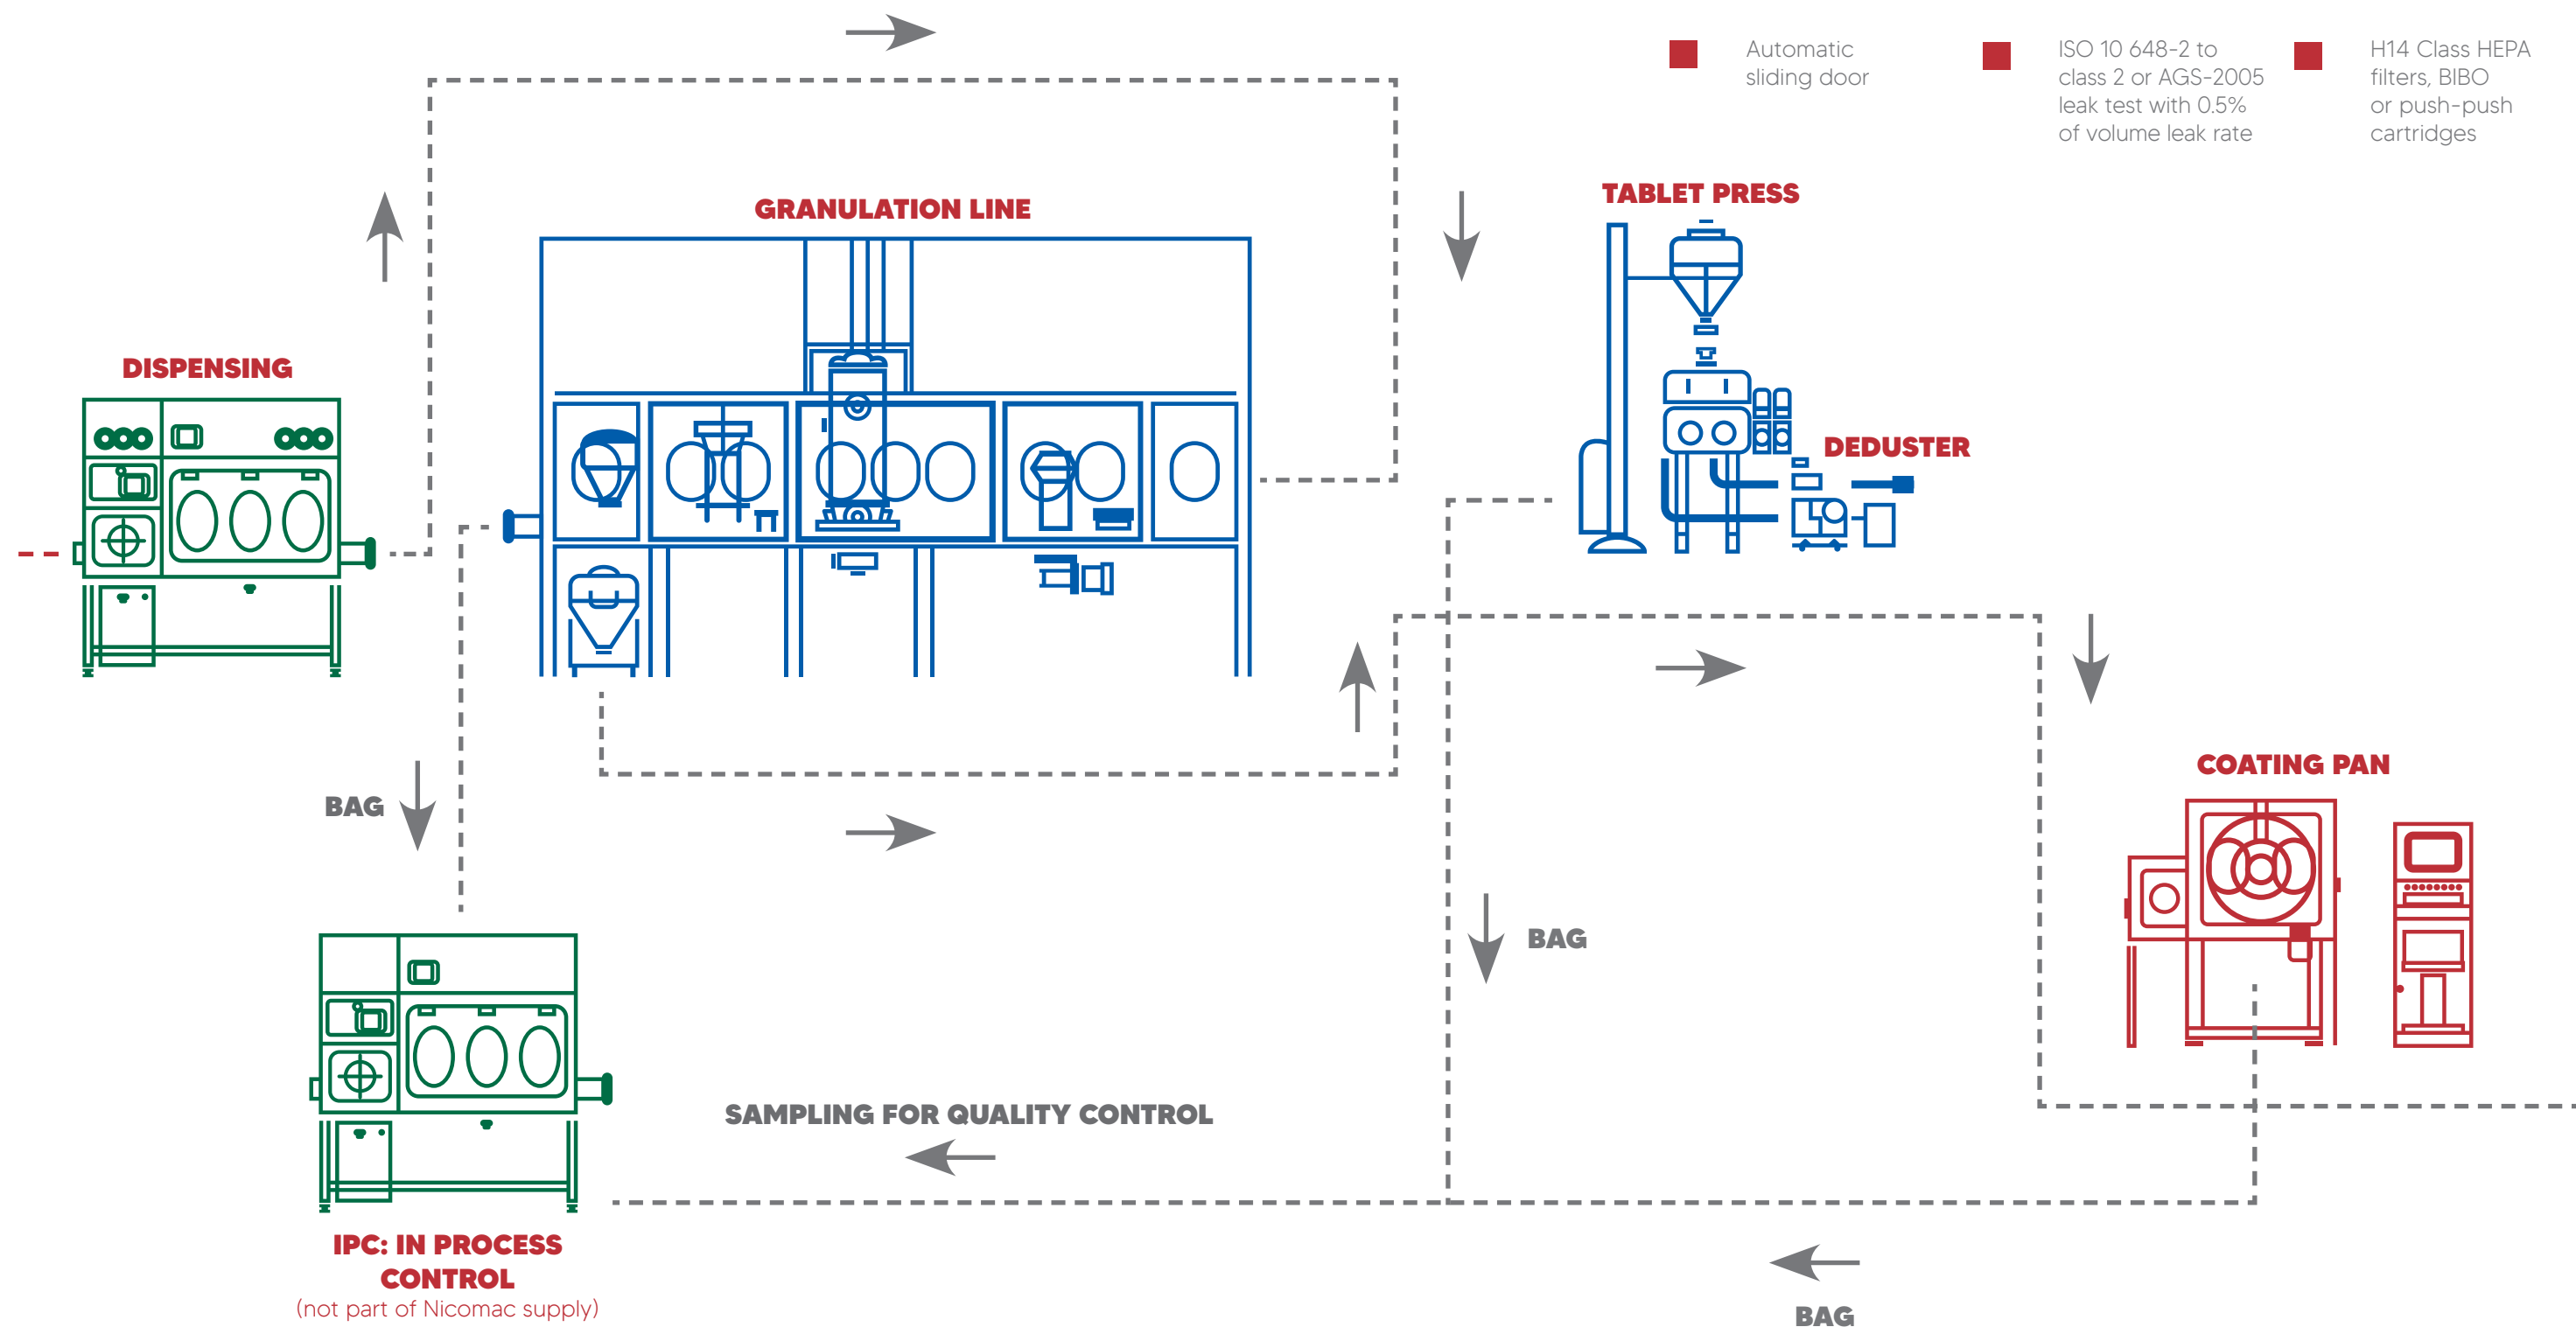 Automatic
sliding door
ISO 10 648-2 to
class 2 or AGS-2005
leak test with 0.5%
of volume leak rate
H14 Class HEPA
filters, BIBO
or push-push
cartridges
TABLET PRESS
GRANULATION LINE
DISPENSING
DEDUSTER
COATING PAN
BAG
BAG
SAMPLING FOR QUALITY CONTROL
IPC: IN PROCESS
CONTROL
(not part of Nicomac supply)
BAG